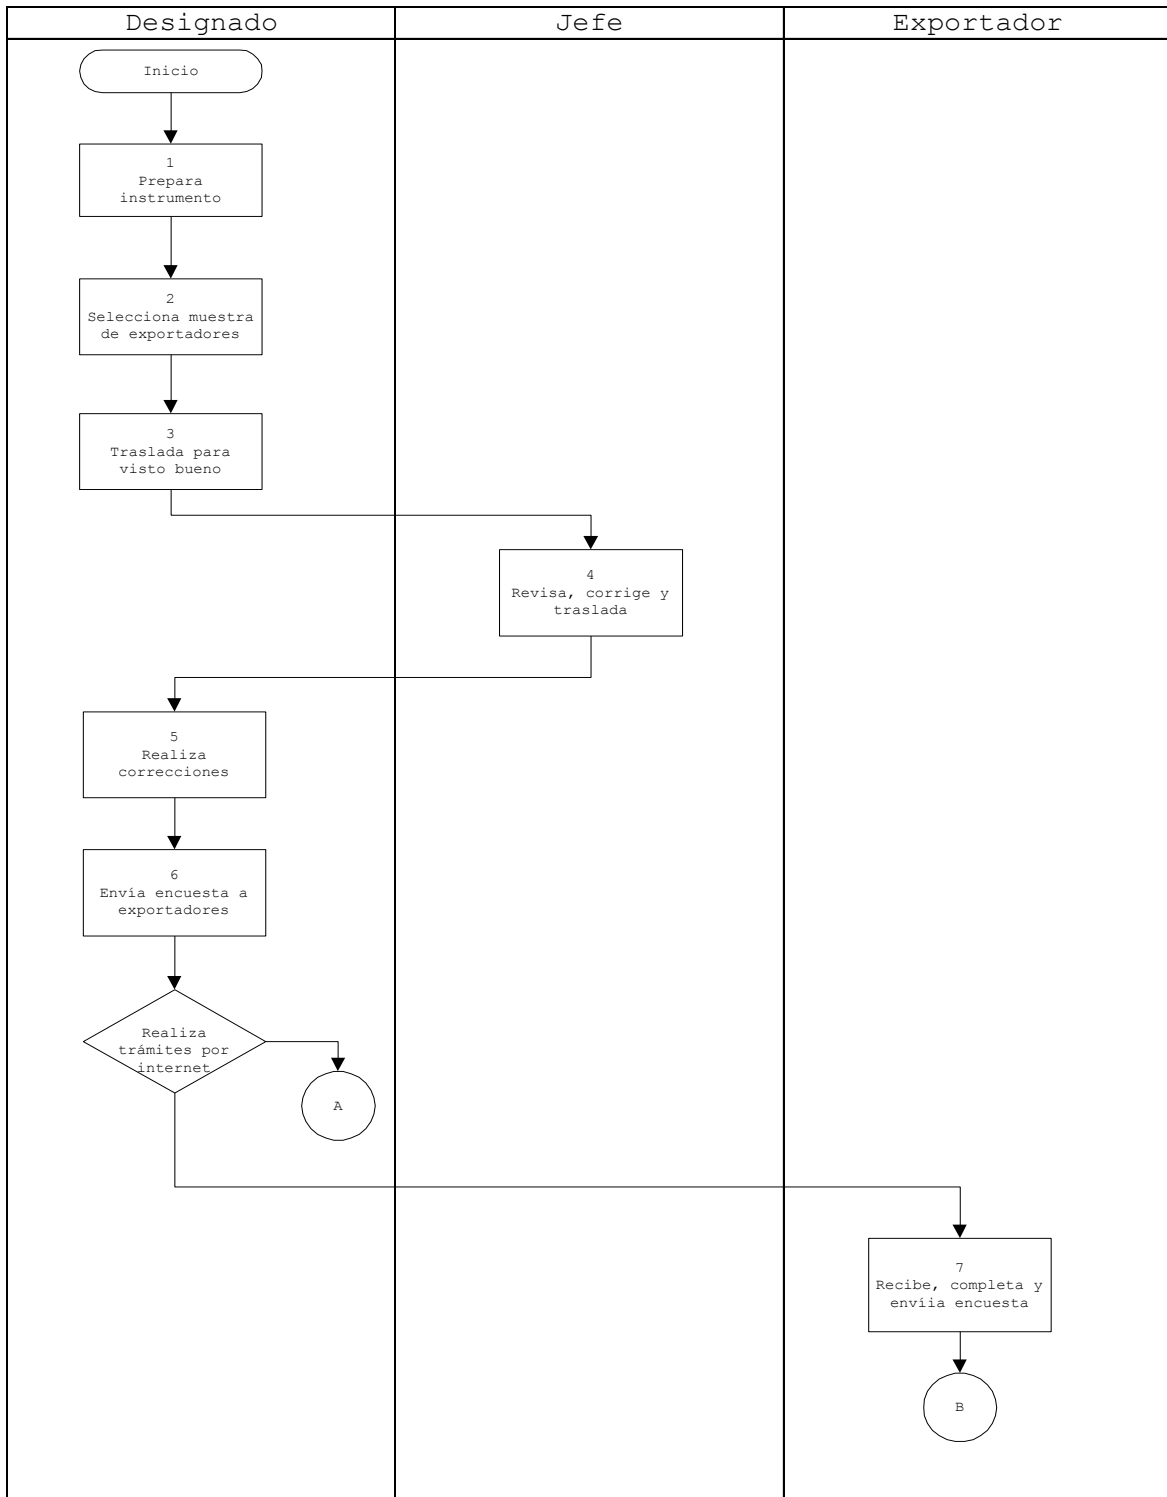 Designado
Jefe
Exportador
Inicio
1
Prepara
instrumento
2
Selecciona muestra
de exportadores
3
Traslada para
visto bueno
4
Revisa, corrige y
traslada
5
Realiza
correcciones
6
Envía encuesta a
exportadores
Realiza
trámites por
internet
A
7
Recibe, completa y
envíia encuesta
B